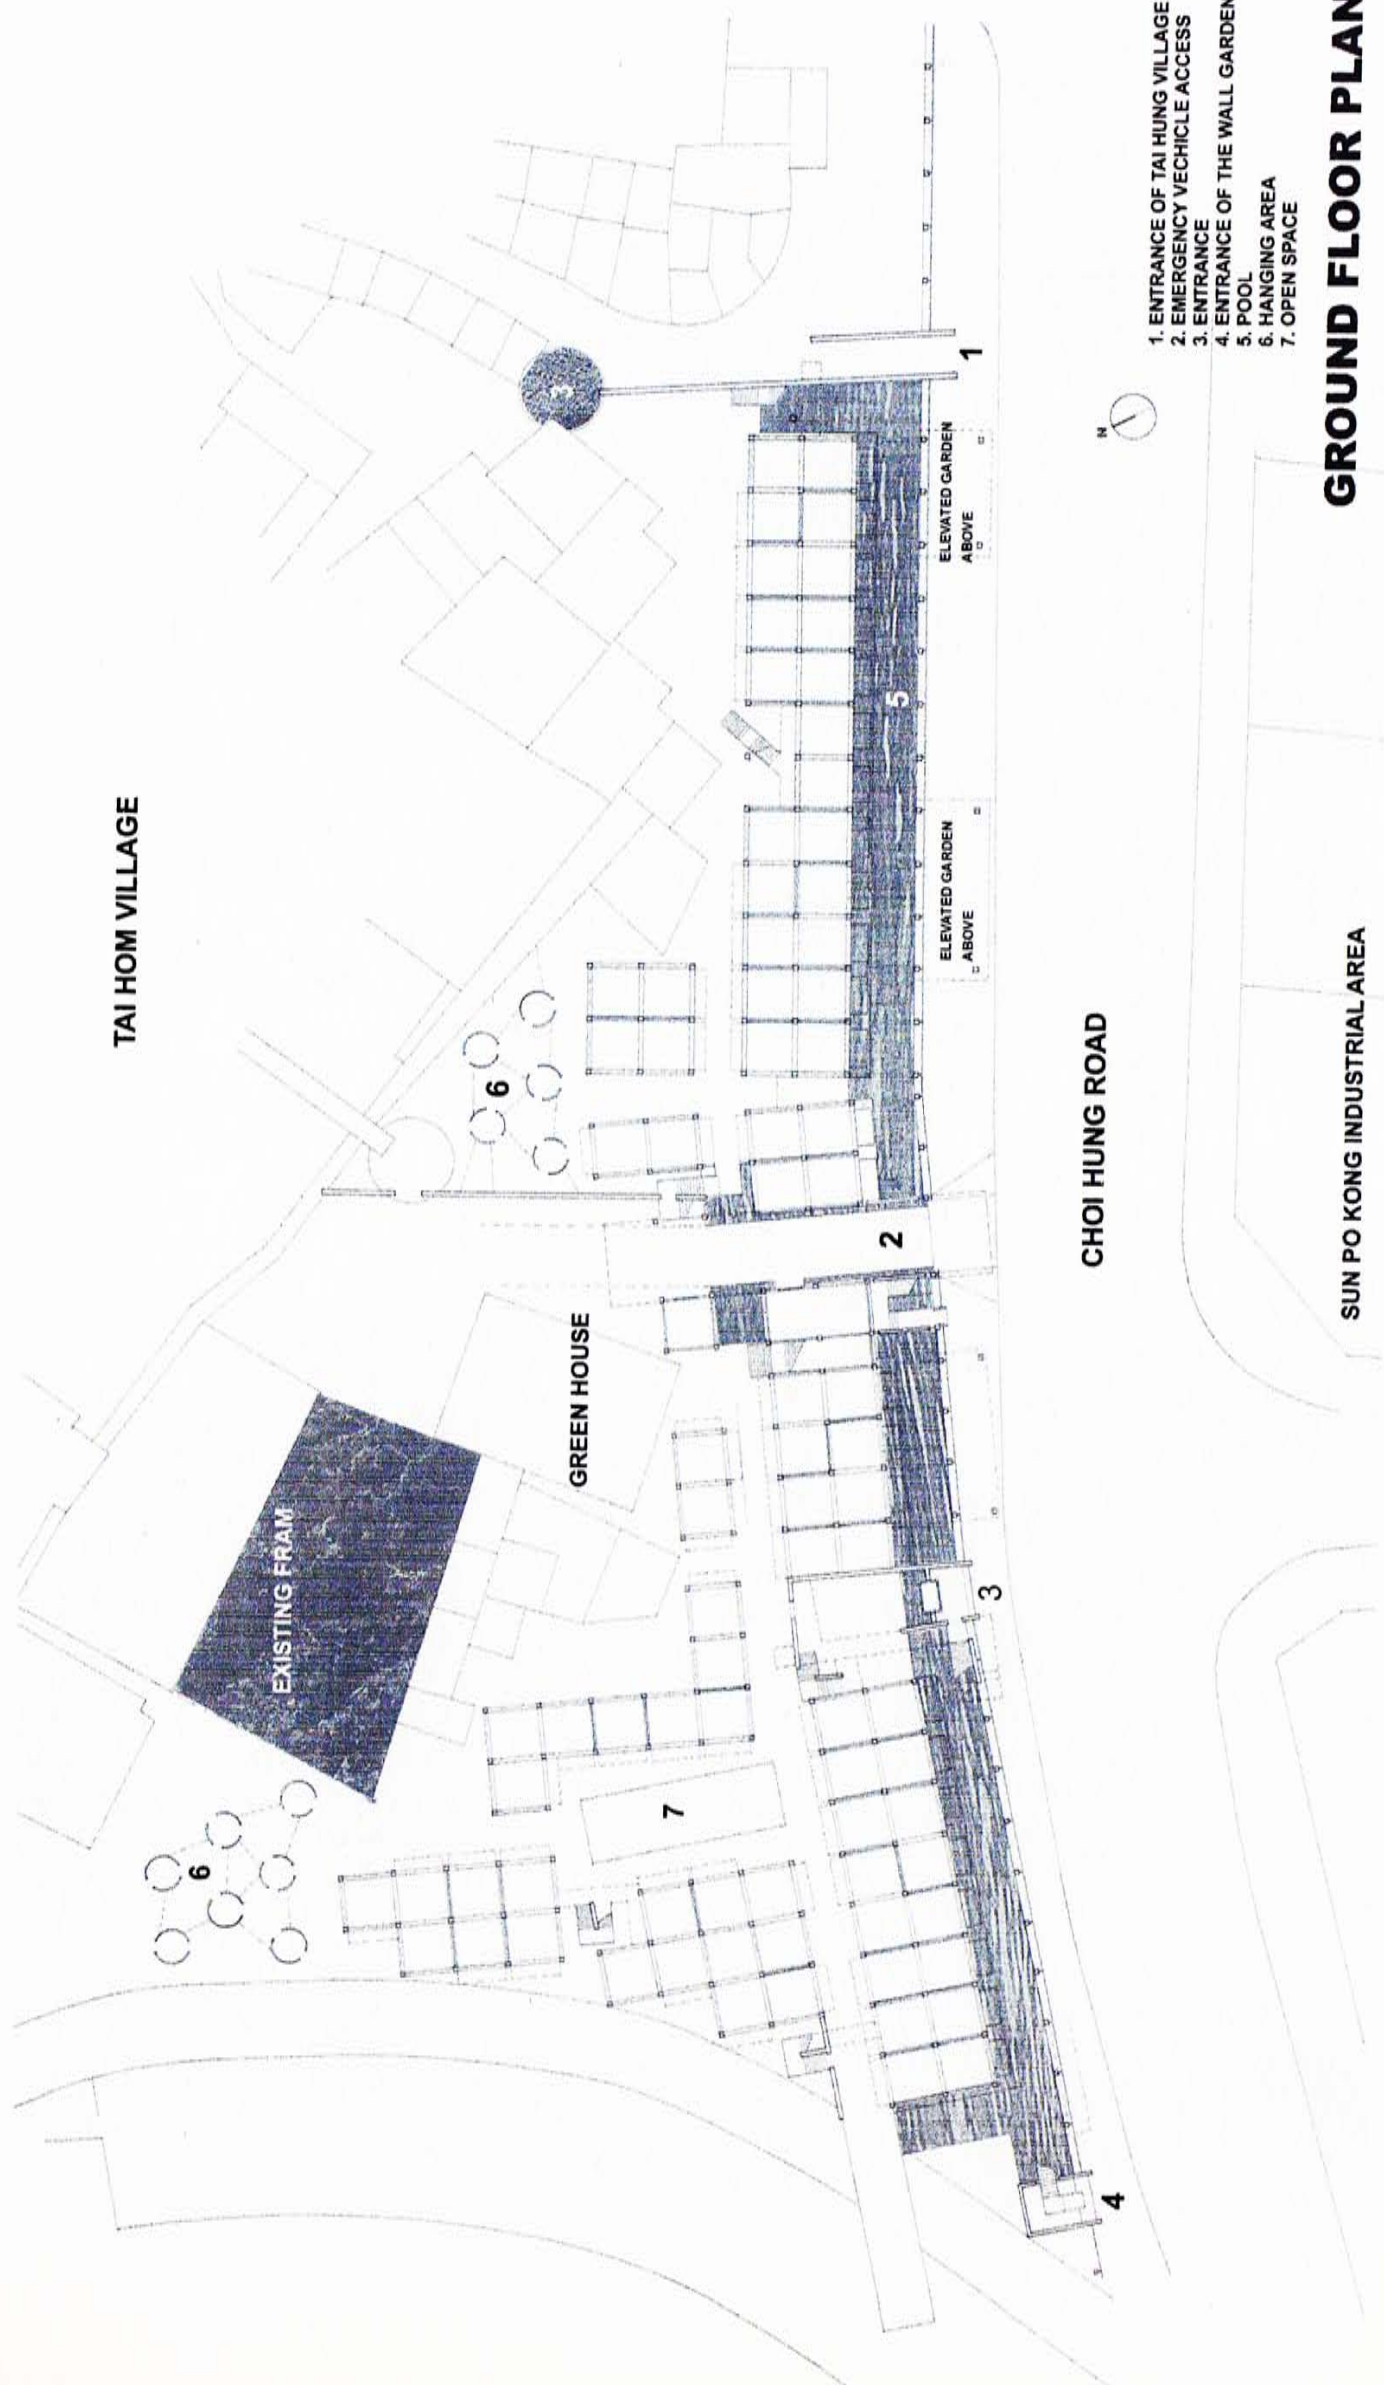 TAI HOM VILLAGE
3
6
EXISTING FRAM
GREEN HOUSE
6
7
5
ELEVATED GARDEN
ABOVE
ELEVATED GARDEN
ABOVE
1
2
3
4
CHOI HUNG ROAD
N
1. ENTRANCE OF TAI HUNG VILLAGE
2. EMERGENCY VECHICLE ACCESS
3. ENTRANCE
4. ENTRANCE OF THE WALL GARDEN
5. POOL
6. HANGING AREA
7. OPEN SPACE
SUN PO KONG INDUSTRIAL AREA
GROUND FLOOR PLAN